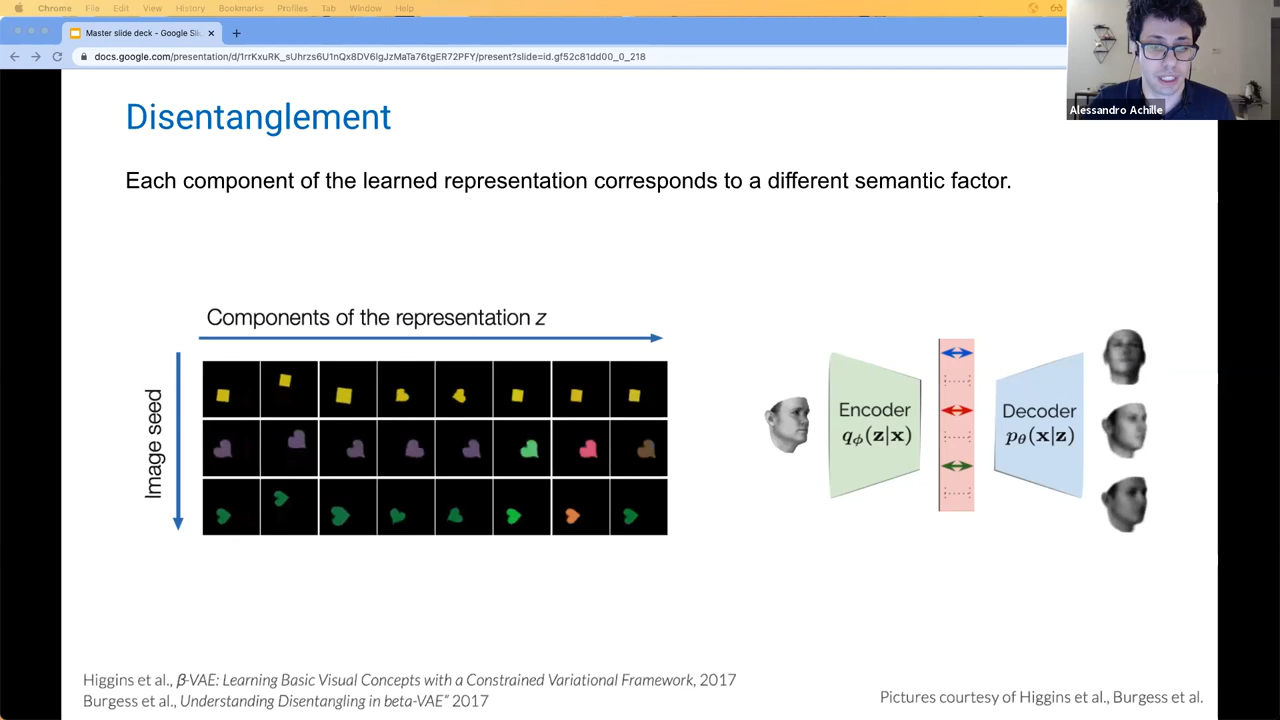 Chrome File Edit View History Bookmarks Profiles Tab Window Help
Master slide deck - Google Sli
docs.google.com/presentation/d/1rrKxuRK_sUhrzs6U1nQx8DV6lgJzMaTa76tgER72PFY/present?slide=id.gf52c81dd00_0_218
Alessandro Achille
Disentanglement
Each component of the learned representation corresponds to a different semantic factor.
Components of the representation z
Image seed
Encoder
qϕ(z|x)
Decoder
pθ(x|z)
Higgins et al., β-VAE: Learning Basic Visual Concepts with a Constrained Variational Framework, 2017
Burgess et al., Understanding Disentangling in beta-VAE” 2017
Pictures courtesy of Higgins et al., Burgess et al.